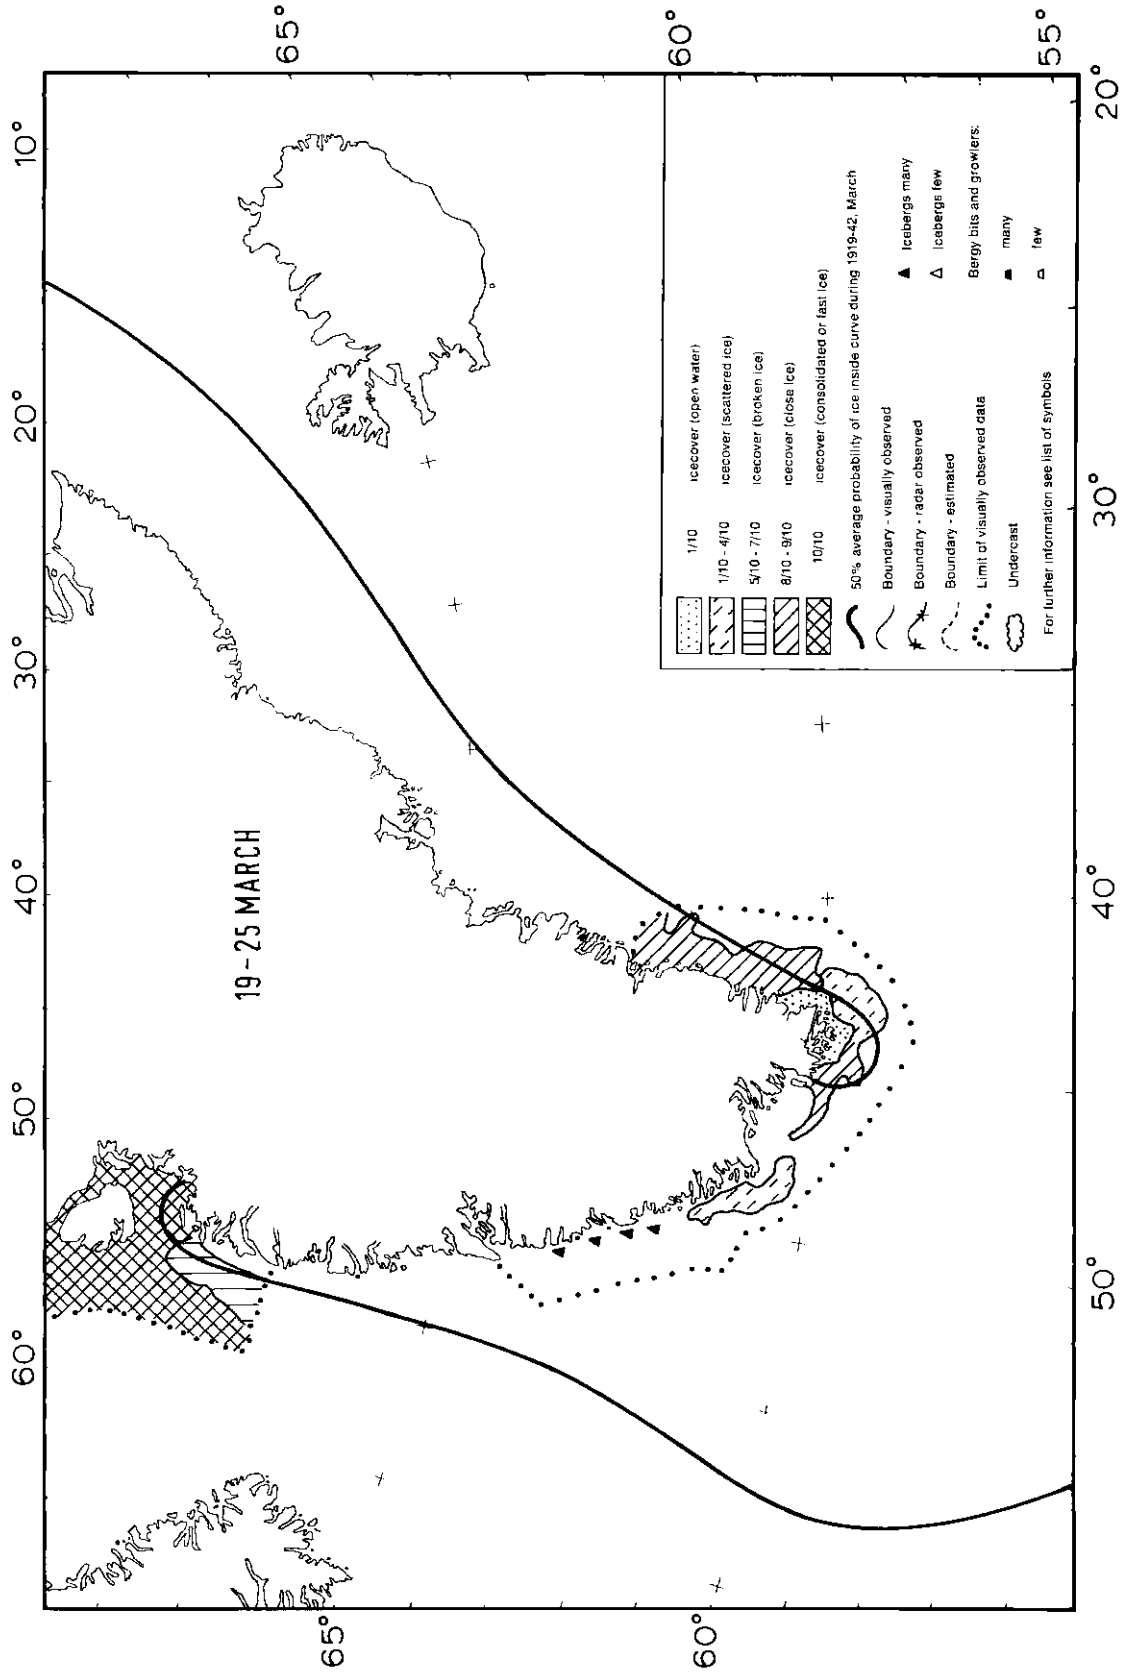 10°
20°
30°
40°
50°
60°
65°
60°
55°
65°
60°
20°
30°
40°
50°
19-25 MARCH
1/10 Icecover (open water)
1/10 - 4/10 Icecover (scattered ice)
5/10 - 7/10 Icecover (broken ice)
8/10 - 9/10 Icecover (close ice)
10/10 Icecover (consolidated or fast ice)
50% average probability of ice inside curve during 1919-42, March
Boundary - visually observed
Boundary - radar observed
Boundary - estimated
Limit of visually observed data
Undercast
Icebergs many
Icebergs few
Bergy bits and growlers:
many
few
For further information see list of symbols